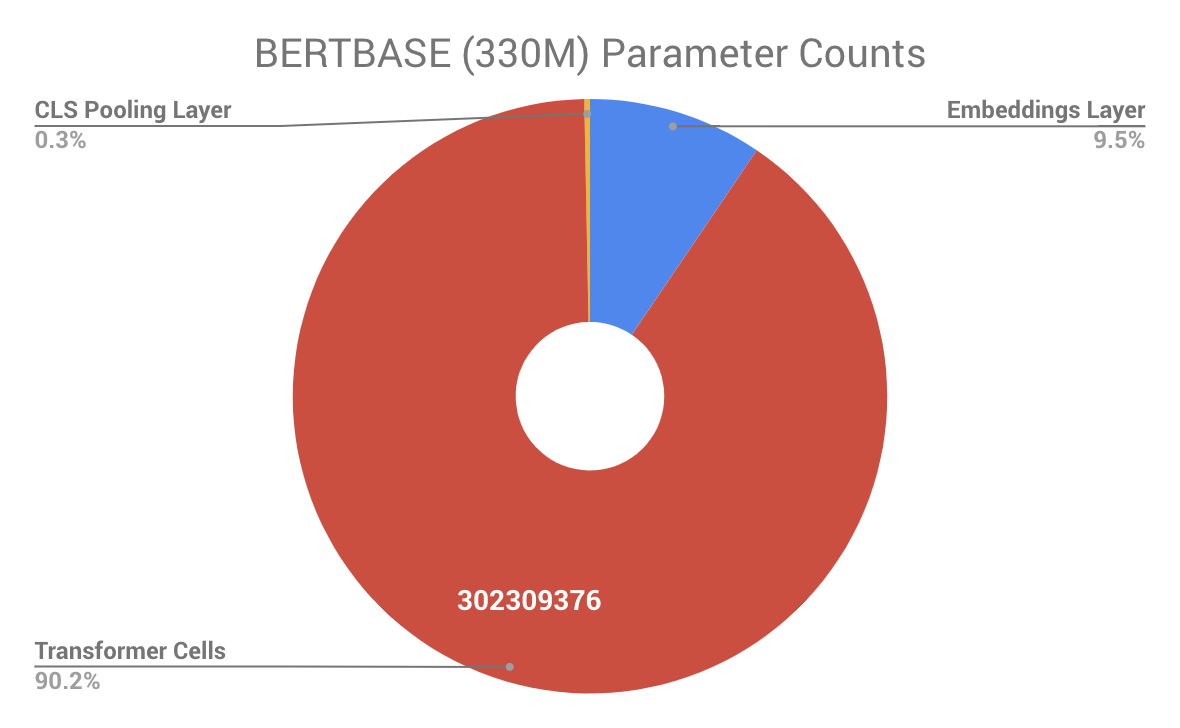 BERTBASE (330M) Parameter Counts
CLS Pooling Layer
0.3%
Embeddings Layer
9.5%
302309376
Transformer Cells
90.2%